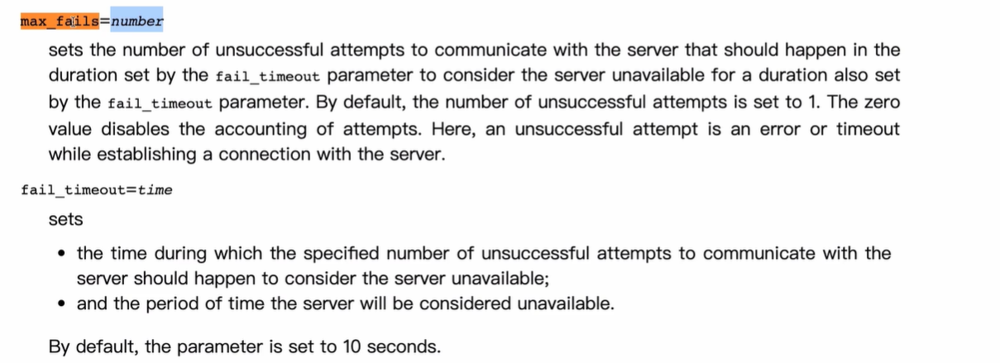 max_fails=number
sets the number of unsuccessful attempts to communicate with the server that should happen in the
duration set by the fail_timeout parameter to consider the server unavailable for a duration also set
by the fail_timeout parameter. By default, the number of unsuccessful attempts is set to 1. The zero
value disables the accounting of attempts. Here, an unsuccessful attempt is an error or timeout
while establishing a connection with the server.
fail_timeout=time
sets
• the time during which the specified number of unsuccessful attempts to communicate with the
server should happen to consider the server unavailable;
• and the period of time the server will be considered unavailable.
By default, the parameter is set to 10 seconds.